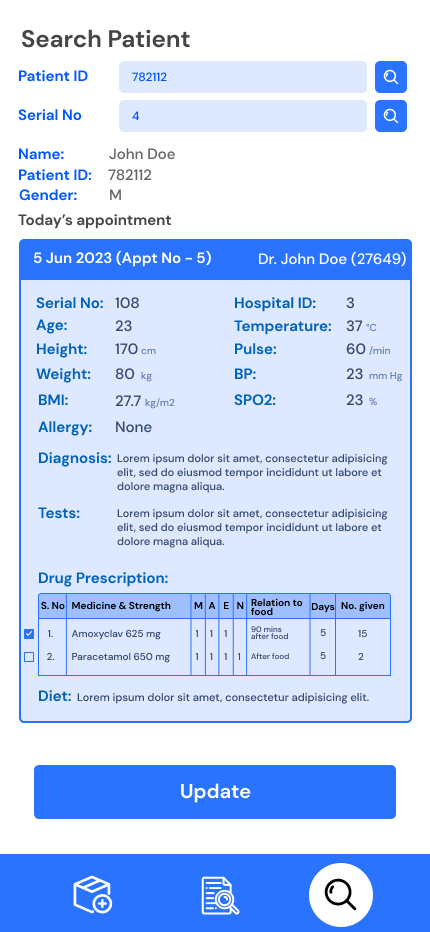 Search Patient
Patient ID 782112
Serial No 4
Name: John Doe
Patient ID: 782112
Gender: M
Today's appointment
5 Jun 2023 (Appt No - 5) Dr. John Doe (27649)
Serial No: 108 Hospital ID: 3
Age: 23 Temperature: 37 °C
Height: 170 cm Pulse: 60 /min
Weight: 80 kg BP: 23 mm Hg
BMI: 27.7 kg/m2 SPO2: 23 %
Allergy: None
Diagnosis: Lorem ipsum dolor sit amet, consectetur adipisicing
elit, sed do eiusmod tempor incididunt ut labore et
dolore magna aliqua.
Tests: Lorem ipsum dolor sit amet, consectetur adipisicing
elit, sed do eiusmod tempor incididunt ut labore et
dolore magna aliqua.
Drug Prescription:
S. No Medicine & Strength M A E N Relation to food Days No. given
1. Amoxyclav 625 mg 1 1 1 90 mins after food 5 15
2. Paracetamol 650 mg 1 1 1 1 After food 5 2
Diet: Lorem ipsum dolor sit amet, consectetur adipisicing elit.
Update